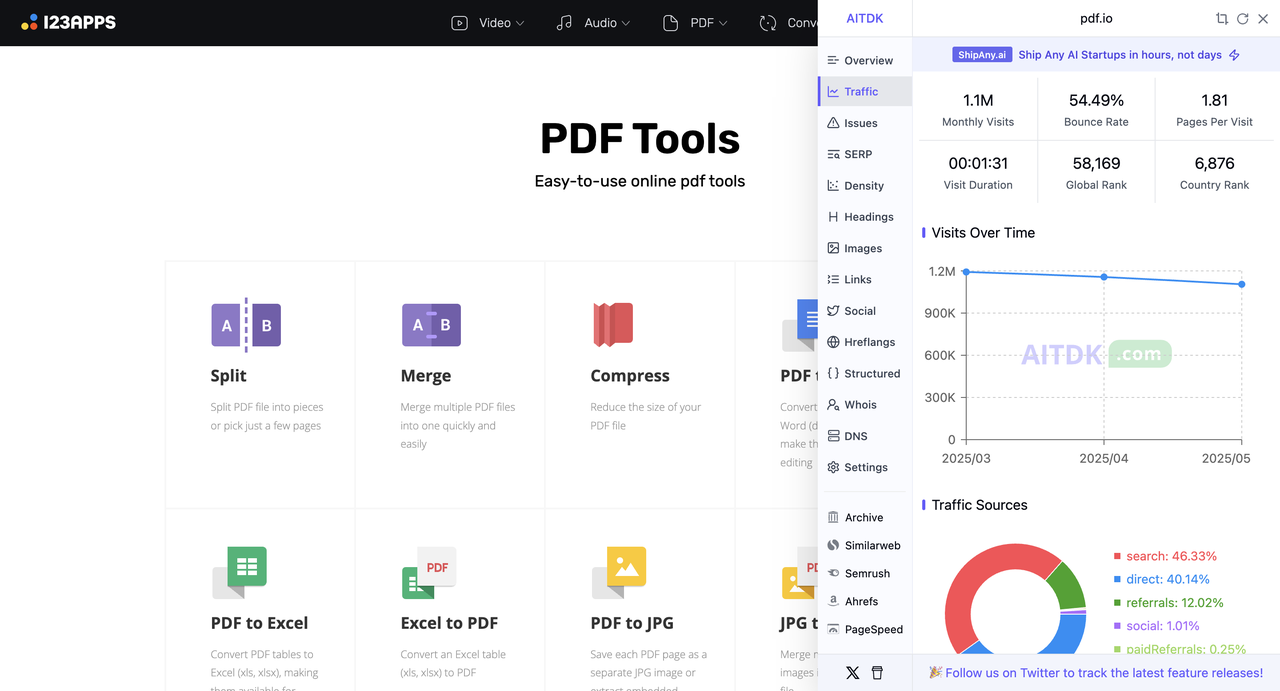 123APPS
Video
Audio
PDF
Conv
PDF Tools
Easy-to-use online pdf tools
A B
Split
Split PDF file into pieces
or pick just a few pages
A B
Merge
Merge multiple PDF files
into one quickly and
easily
Compress
Reduce the size of your
PDF file
PDF t
Convert
Word (d
make th
editing
PDF to Excel
Convert PDF tables to
Excel (xls, xlsx), making
them available for
PDF
Excel to PDF
Convert an Excel table
(xls, xlsx) to PDF
PDF to JPG
Save each PDF page as a
separate JPG image or
extract embedded
PD
JPG t
Merge m
images i
file
AITDK
Overview
Traffic
Issues
SERP
Density
Headings
Images
Links
Social
Hreflangs
Structured
Whois
DNS
Settings
Archive
Similarweb
Semrush
Ahrefs
PageSpeed
pdf.io
ShipAny.ai Ship Any AI Startups in hours, not days
1.1M
Monthly Visits
54.49%
Bounce Rate
1.81
Pages Per Visit
00:01:31
Visit Duration
58,169
Global Rank
6,876
Country Rank
Visits Over Time
1.2M
900K
600K
300K
0
AITDK .com
2025/03
2025/04
2025/05
Traffic Sources
search: 46.33%
direct: 40.14%
referrals: 12.02%
social: 1.01%
paidReferrals: 0.25%
Follow us on Twitter to track the latest feature releases!